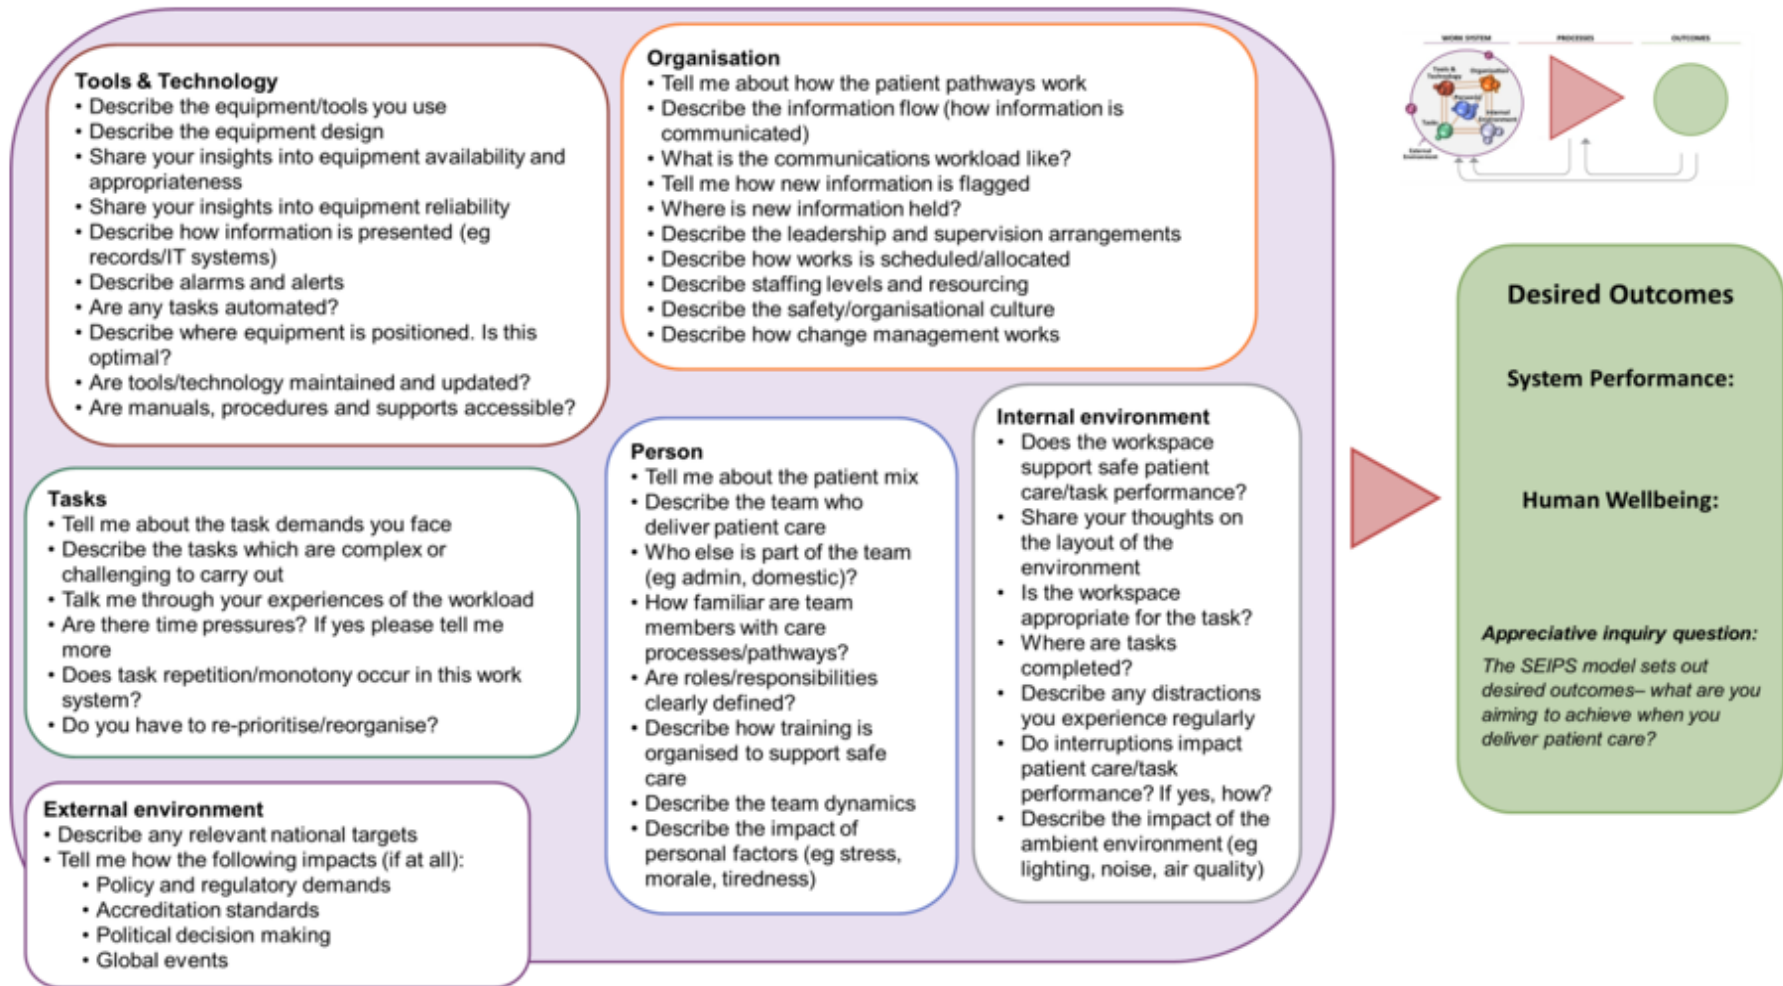 Tools & Technology
• Describe the equipment/tools you use
• Describe the equipment design
• Share your insights into equipment availability and
appropriateness
• Share your insights into equipment reliability
• Describe how information is presented (eg
records/IT systems)
• Describe alarms and alerts
• Are any tasks automated?
• Describe where equipment is positioned. Is this
optimal?
• Are tools/technology maintained and updated?
• Are manuals, procedures and supports accessible?
Organisation
• Tell me about how the patient pathways work
• Describe the information flow (how information is
communicated)
• What is the communications workload like?
• Tell me how new information is flagged
• Where is new information held?
• Describe the leadership and supervision arrangements
• Describe how works is scheduled/allocated
• Describe staffing levels and resourcing
• Describe the safety/organisational culture
• Describe how change management works
Tasks
• Tell me about the task demands you face
• Describe the tasks which are complex or
challenging to carry out
• Talk me through your experiences of the workload
• Are there time pressures? If yes please tell me
more
• Does task repetition/monotony occur in this work
system?
• Do you have to re-prioritise/reorganise?
Person
• Tell me about the patient mix
• Describe the team who
deliver patient care
• Who else is part of the team
(eg admin, domestic)?
• How familiar are team
members with care
processes/pathways?
• Are roles/responsibilities
clearly defined?
• Describe how training is
organised to support safe
care
• Describe the team dynamics
• Describe the impact of
personal factors (eg stress,
morale, tiredness)
Internal environment
• Does the workspace
support safe patient
care/task performance?
• Share your thoughts on
the layout of the
environment
• Is the workspace
appropriate for the task?
• Where are tasks
completed?
• Describe any distractions
you experience regularly
• Do interruptions impact
patient care/task
performance? If yes, how?
• Describe the impact of the
ambient environment (eg
lighting, noise, air quality)
External environment
• Describe any relevant national targets
• Tell me how the following impacts (if at all):
• Policy and regulatory demands
• Accreditation standards
• Political decision making
• Global events
WORK SYSTEM
PROCESSES
OUTCOMES
Tools &
Technology
Organisation
Person(s)
Tasks
Internal
Environment
External
Environment
Desired Outcomes
System Performance:
Human Wellbeing:
Appreciative inquiry question:
The SEIPS model sets out
desired outcomes– what are you
aiming to achieve when you
deliver patient care?